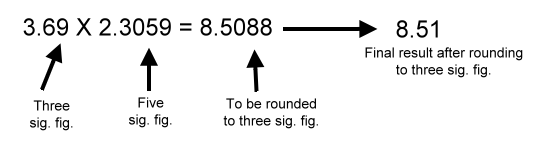 3.69 X 2.3059 = 8.5088
8.51
Final result after rounding
to three sig. fig.
Three
sig. fig.
Five
sig. fig.
To be rounded
to three sig. fig.